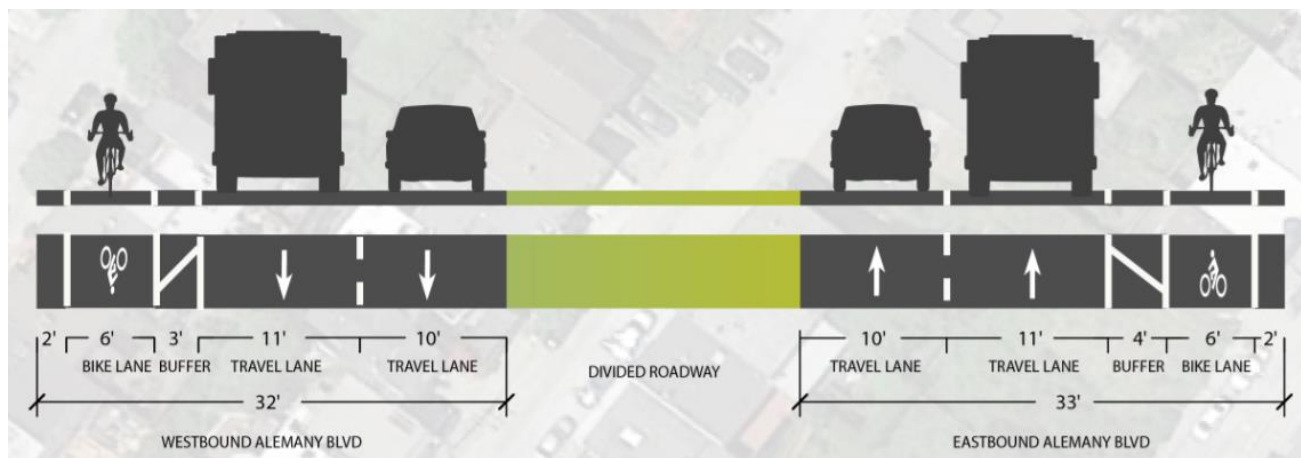 2' 6' 3' 11' 10' 10' 11' 4' 6' 2'
BIKE LANE BUFFER TRAVEL LANE TRAVEL LANE DIVIDED ROADWAY TRAVEL LANE TRAVEL LANE BUFFER BIKE LANE
32' 33'
WESTBOUND ALEMANY BLVD EASTBOUND ALEMANY BLVD